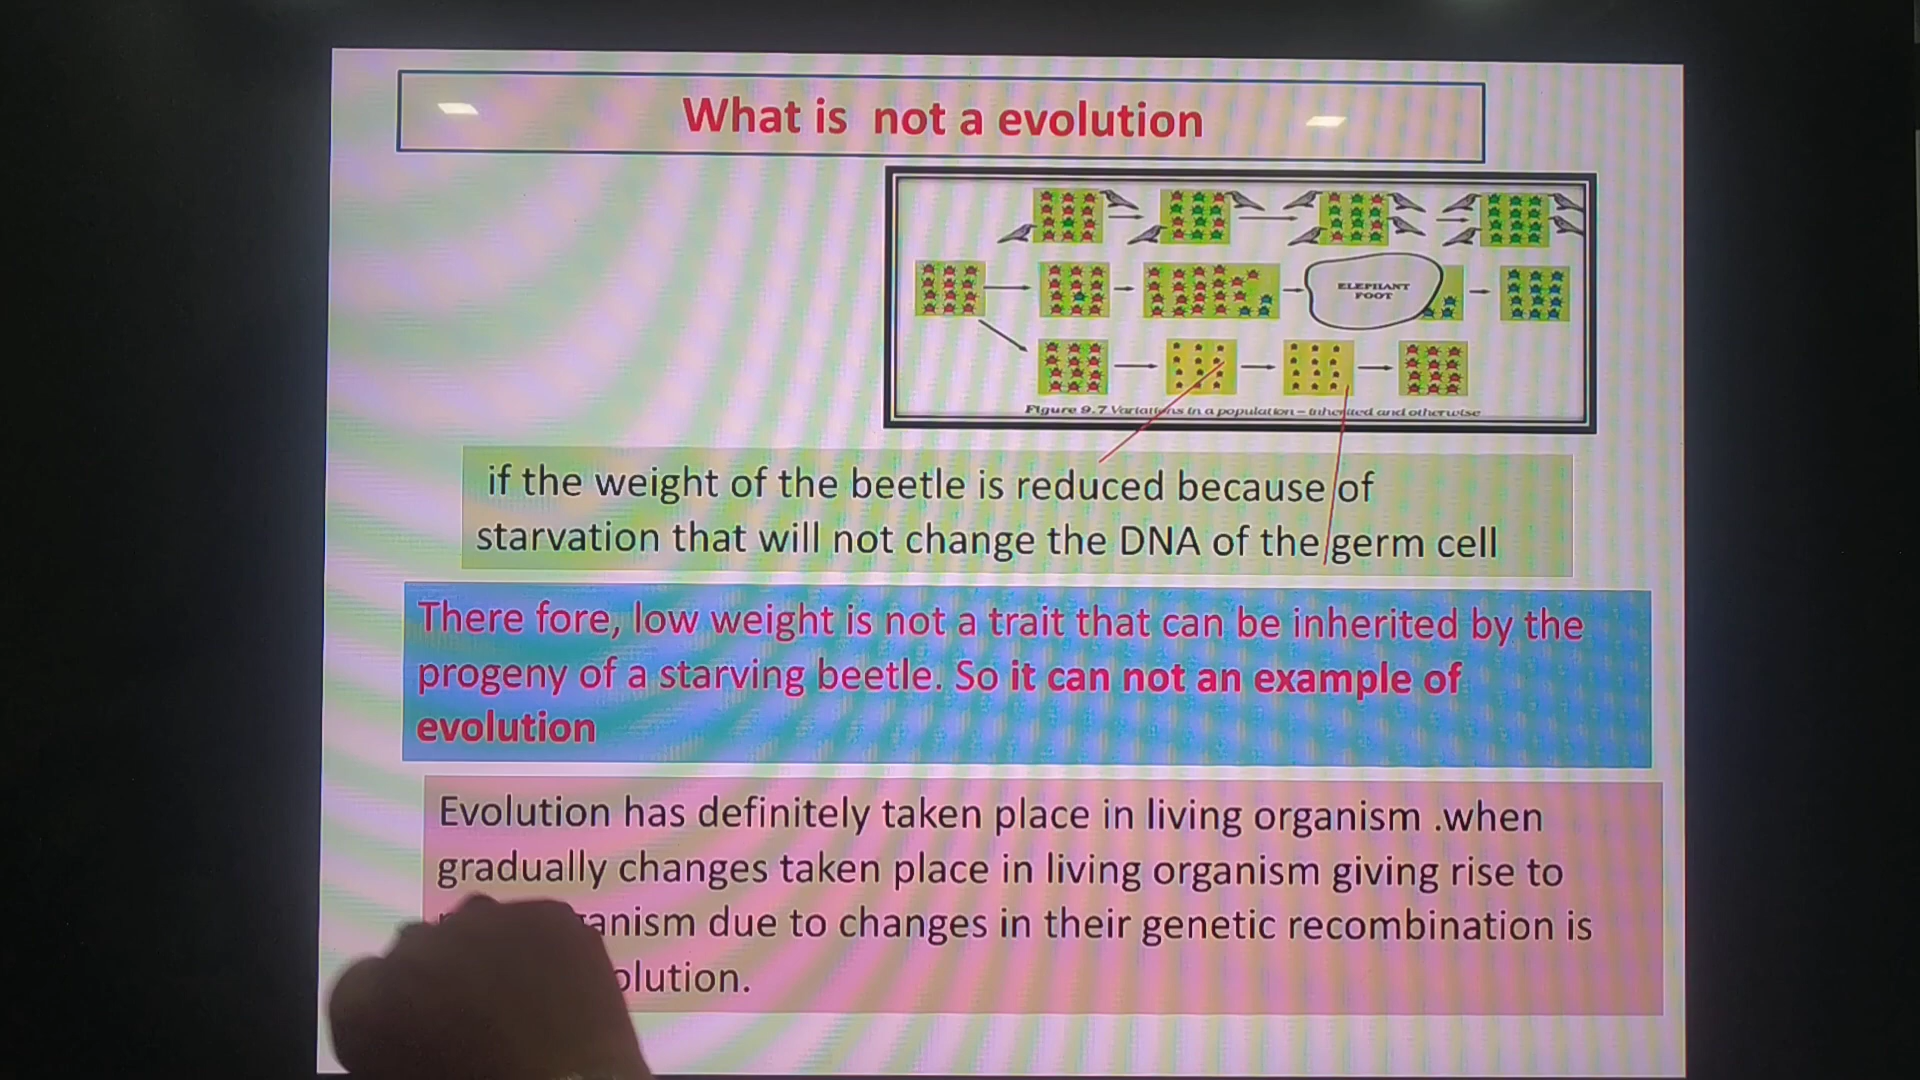 What is not a evolution
ELEPHANT
FOOT
Figure 9.7 Variations in a population – Inherited and otherwise
if the weight of the beetle is reduced because of
starvation that will not change the DNA of the germ cell
There fore, low weight is not a trait that can be inherited by the
progeny of a starving beetle. So it can not an example of
evolution
Evolution has definitely taken place in living organism .when
gradually changes taken place in living organism giving rise to
due to changes in their genetic recombination is